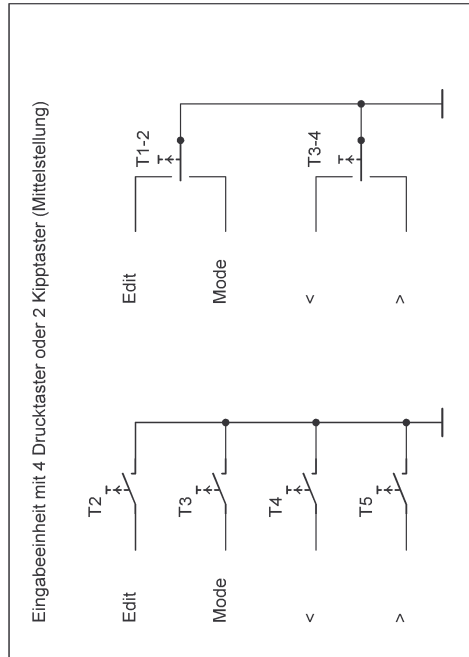 Eingabeeinheit mit 4 Drucktaster oder 2 Kipptaster (Mittelstellung)
Edit
T2
Mode
T3
<
T4
>
T5
Edit
T1-2
Mode
<
T3-4
>